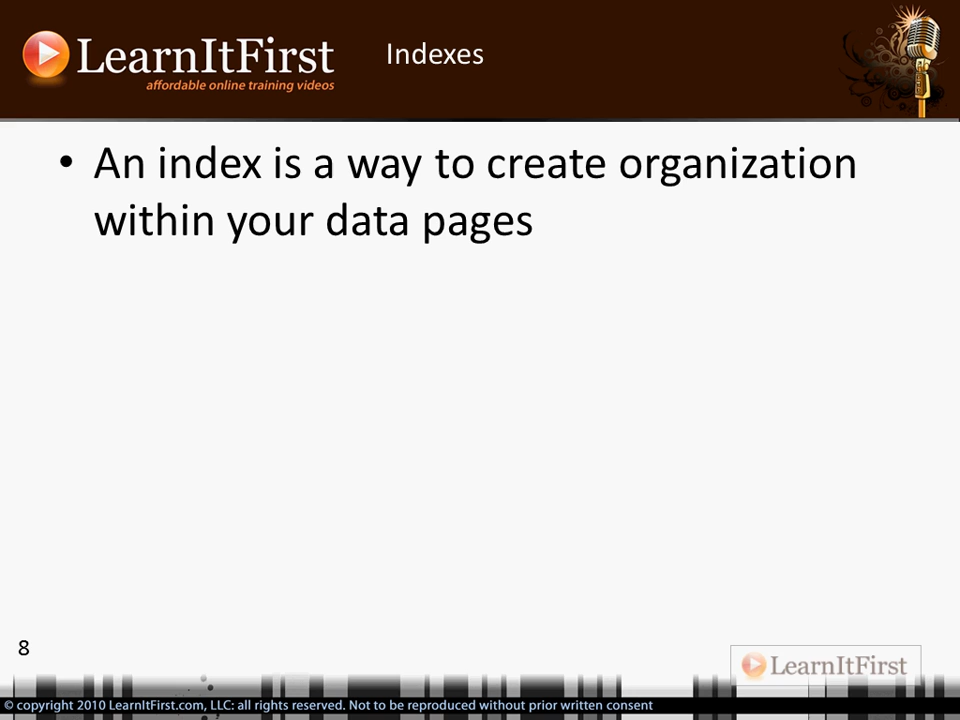 LearnItFirst
affordable online training videos
Indexes
• An index is a way to create organization
within your data pages
8
LearnItFirst
© copyright 2010 LearnItFirst.com, LLC: all rights reserved. Not to be reproduced without prior written consent